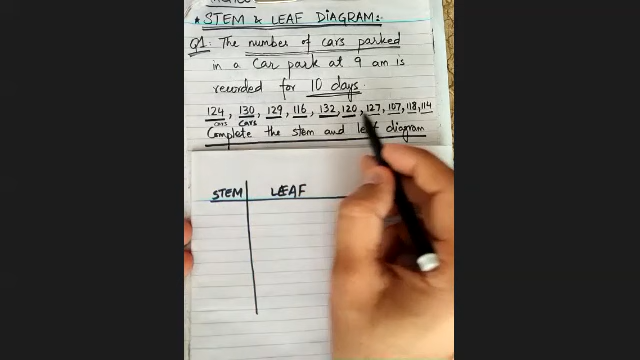 * STEM & LEAF DIAGRAM:
Q1: The number of cars parked
in a Car park at 9 am is
recorded for 10 days.
124, 130, 129, 116, 132, 120, 127, 107, 118, 114
cars cars
Complete the stem and leaf diagram
STEM LEAF